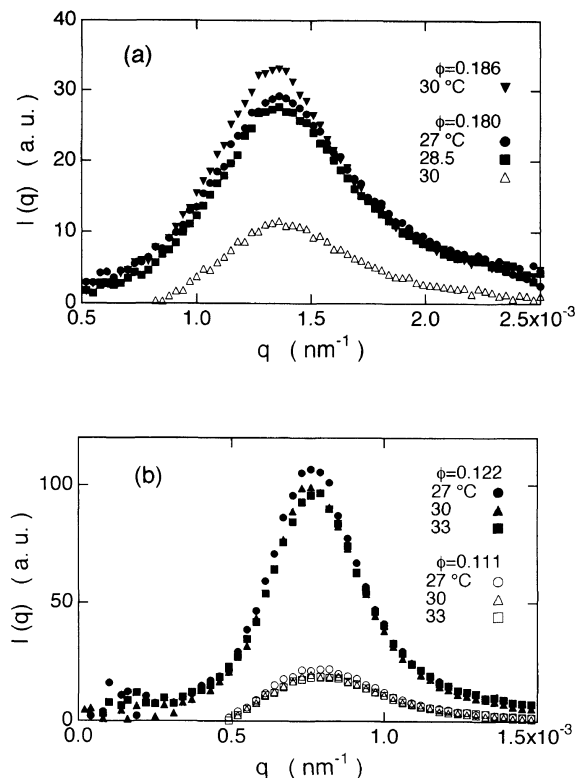 40
(a)
ϕ=0.186
30 °C ▼
30
ϕ=0.180
27 °C ●
28.5 ■
30 △
20
10
0
I (q) ( a. u. )
0.5 1.0 1.5 2.0 2.5x10⁻³
q ( nm⁻¹ )
(b)
ϕ=0.122
27 °C ●
30 ▲
33 ■
100
ϕ=0.111
27 °C ○
30 △
33 □
50
0
I (q) ( a. u. )
0.0 0.5 1.0 1.5x10⁻³
q ( nm⁻¹ )